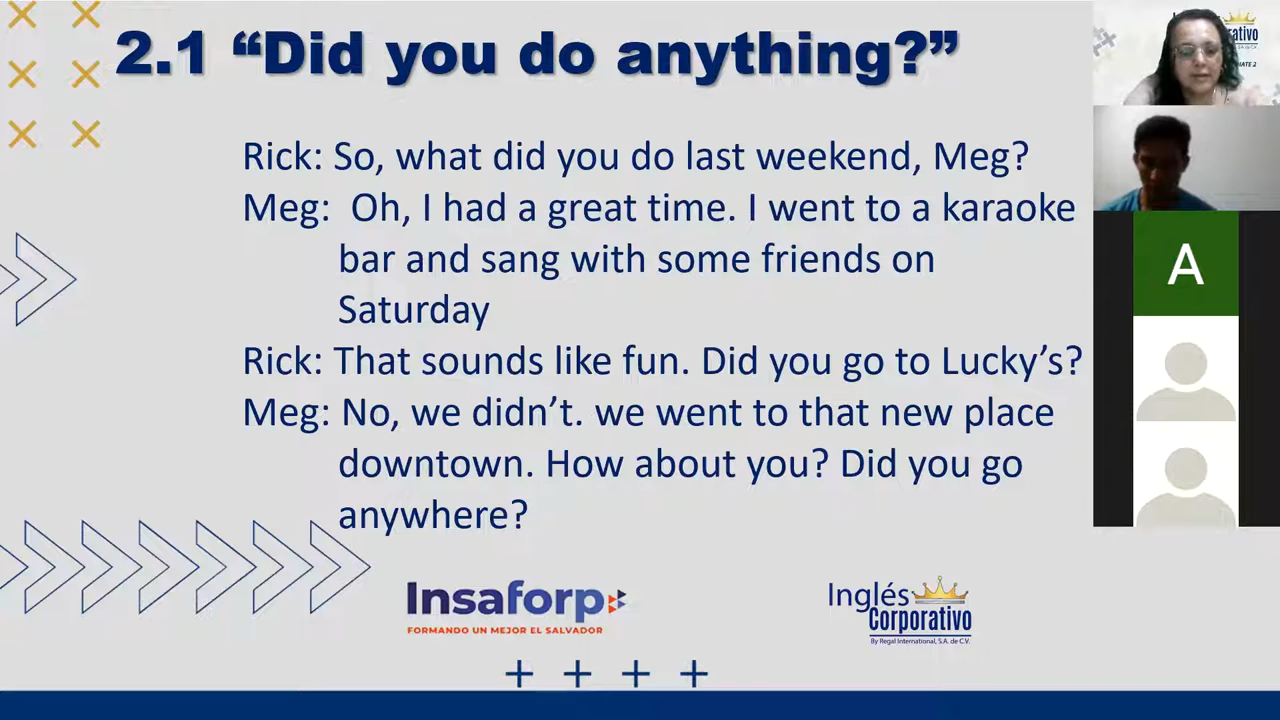 2.1 “Did you do anything?”
Rick: So, what did you do last weekend, Meg?
Meg: Oh, I had a great time. I went to a karaoke
bar and sang with some friends on
Saturday
Rick: That sounds like fun. Did you go to Lucky’s?
Meg: No, we didn’t. we went to that new place
downtown. How about you? Did you go
anywhere?
Insaforp
FORMANDO UN MEJOR EL SALVADOR
Inglés
Corporativo
By Regal International, S.A. de C.V.
A